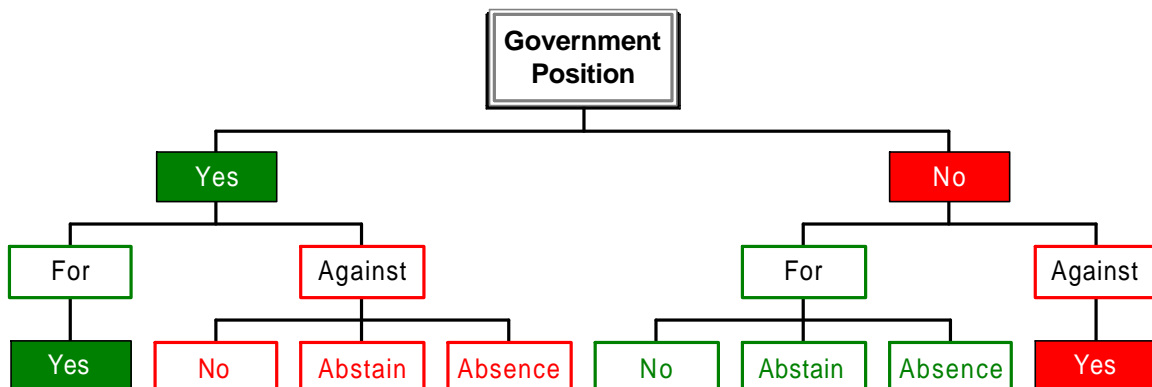 Government
Position
Yes
No
For
Against
For
Against
Yes
No
Abstain
Absence
No
Abstain
Absence
Yes